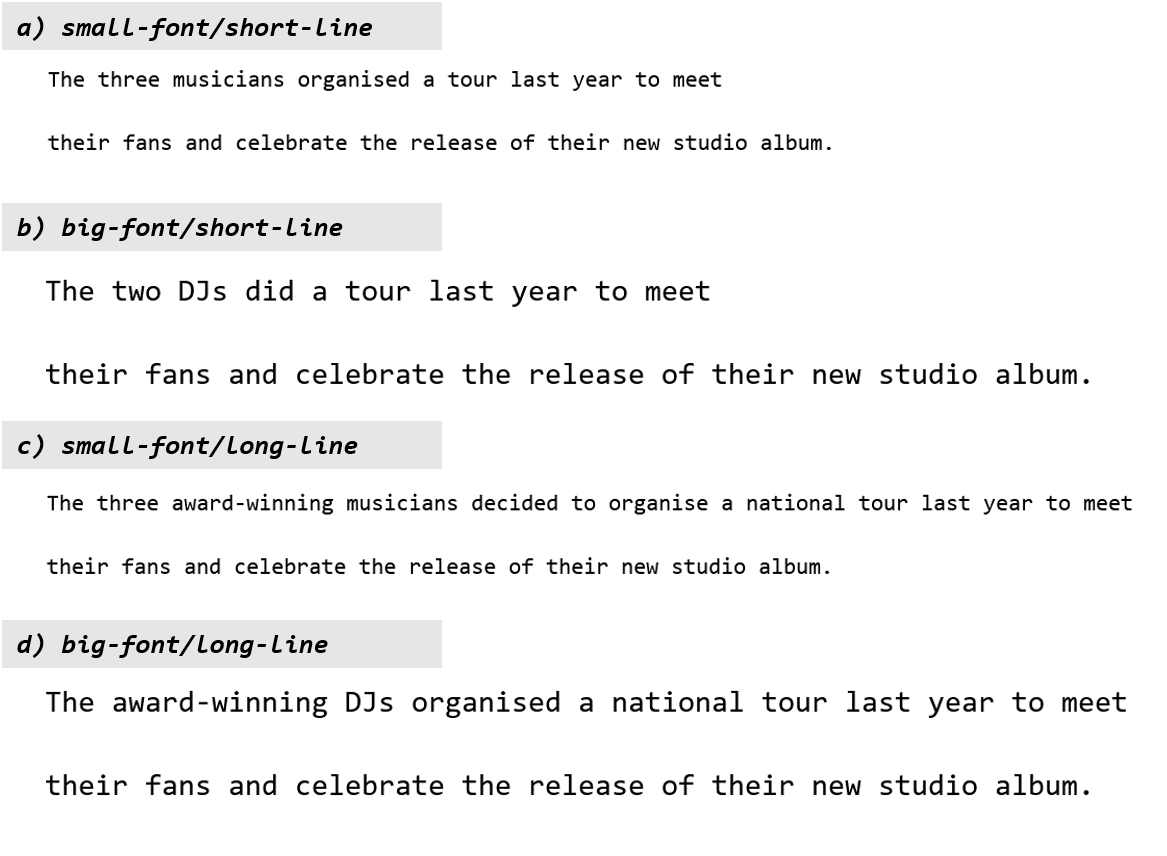 a) small-font/short-line
The three musicians organised a tour last year to meet
their fans and celebrate the release of their new studio album.
b) big-font/short-line
The two DJs did a tour last year to meet
their fans and celebrate the release of their new studio album.
c) small-font/long-line
The three award-winning musicians decided to organise a national tour last year to meet
their fans and celebrate the release of their new studio album.
d) big-font/long-line
The award-winning DJs organised a national tour last year to meet
their fans and celebrate the release of their new studio album.